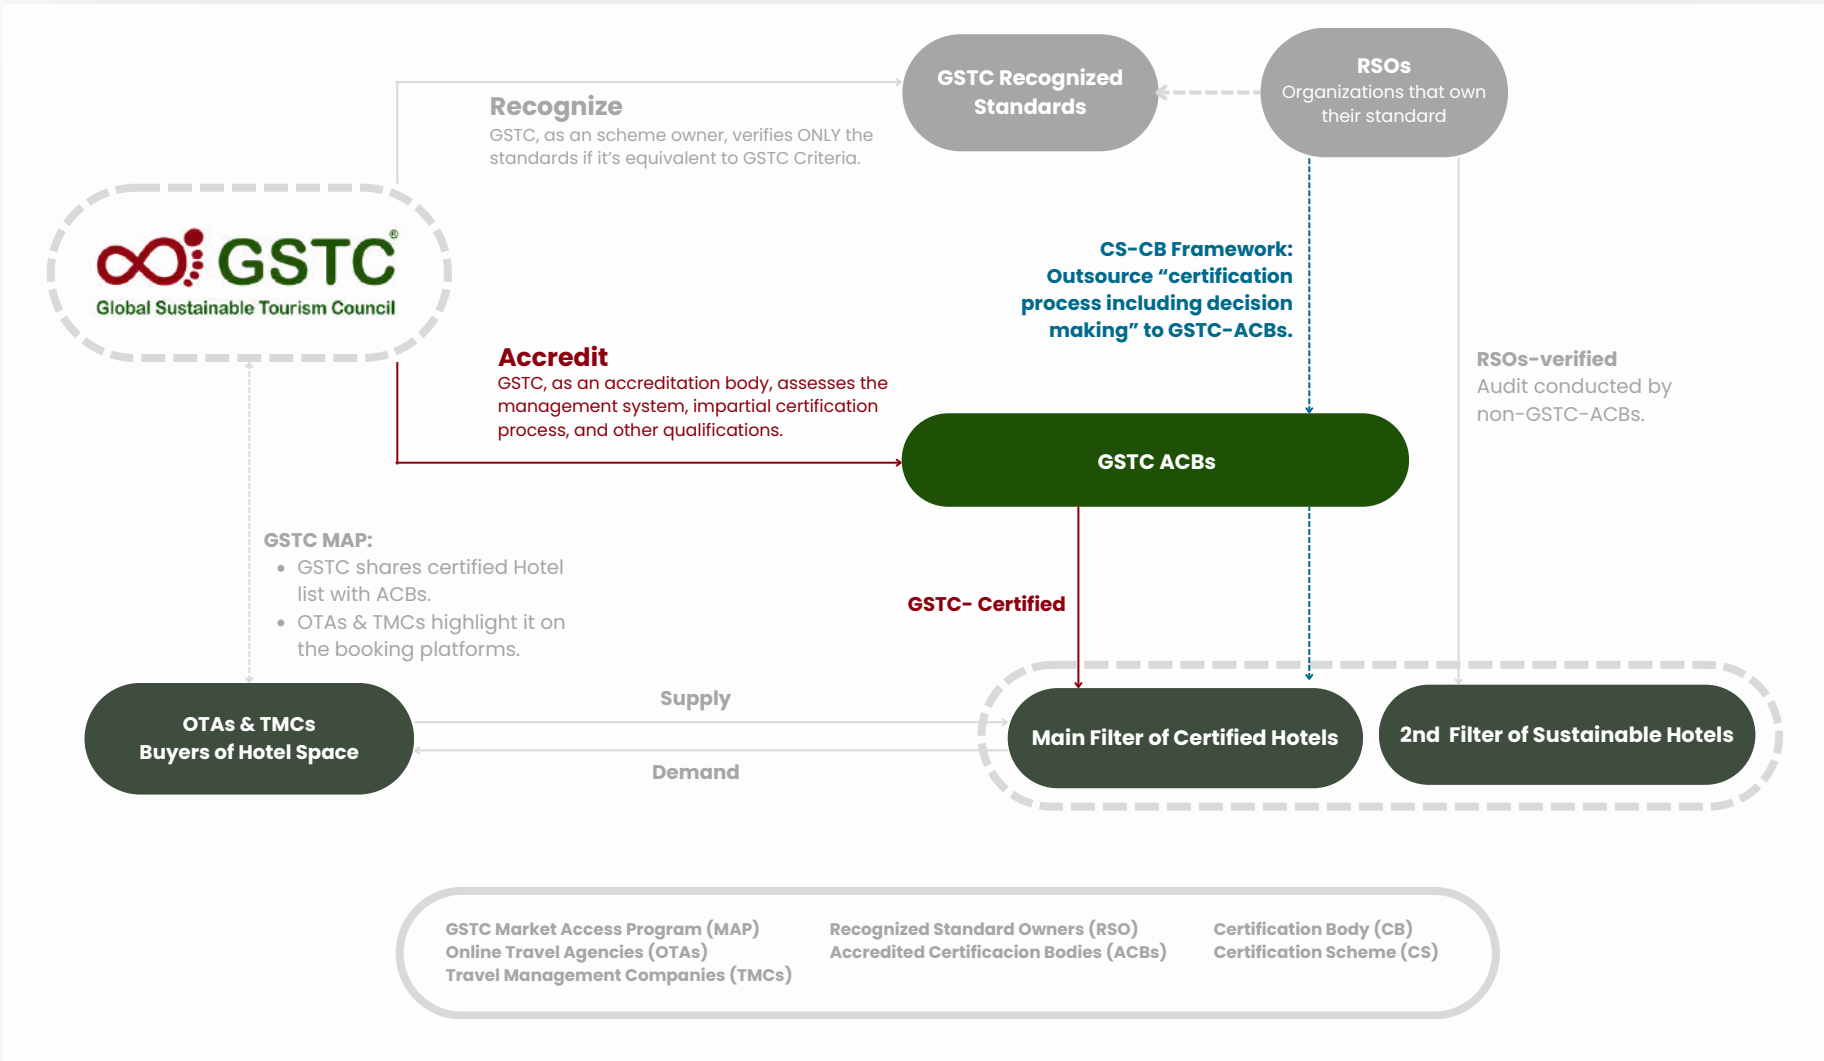 GSTC Recognized
Standards
RSOs
Organizations that own
their standard
Recognize
GSTC, as an scheme owner, verifies ONLY the
standards if it’s equivalent to GSTC Criteria.
GSTC®
Global Sustainable Tourism Council
CS-CB Framework:
Outsource “certification
process including decision
making” to GSTC-ACBs.
Accredit
GSTC, as an accreditation body, assesses the
management system, impartial certification
process, and other qualifications.
RSOs-verified
Audit conducted by
non-GSTC-ACBs.
GSTC ACBs
GSTC MAP:
• GSTC shares certified Hotel
list with ACBs.
• OTAs & TMCs highlight it on
the booking platforms.
GSTC- Certified
OTAs & TMCs
Buyers of Hotel Space
Supply
Demand
Main Filter of Certified Hotels
2nd Filter of Sustainable Hotels
GSTC Market Access Program (MAP)
Online Travel Agencies (OTAs)
Travel Management Companies (TMCs)
Recognized Standard Owners (RSO)
Accredited Certificacion Bodies (ACBs)
Certification Body (CB)
Certification Scheme (CS)